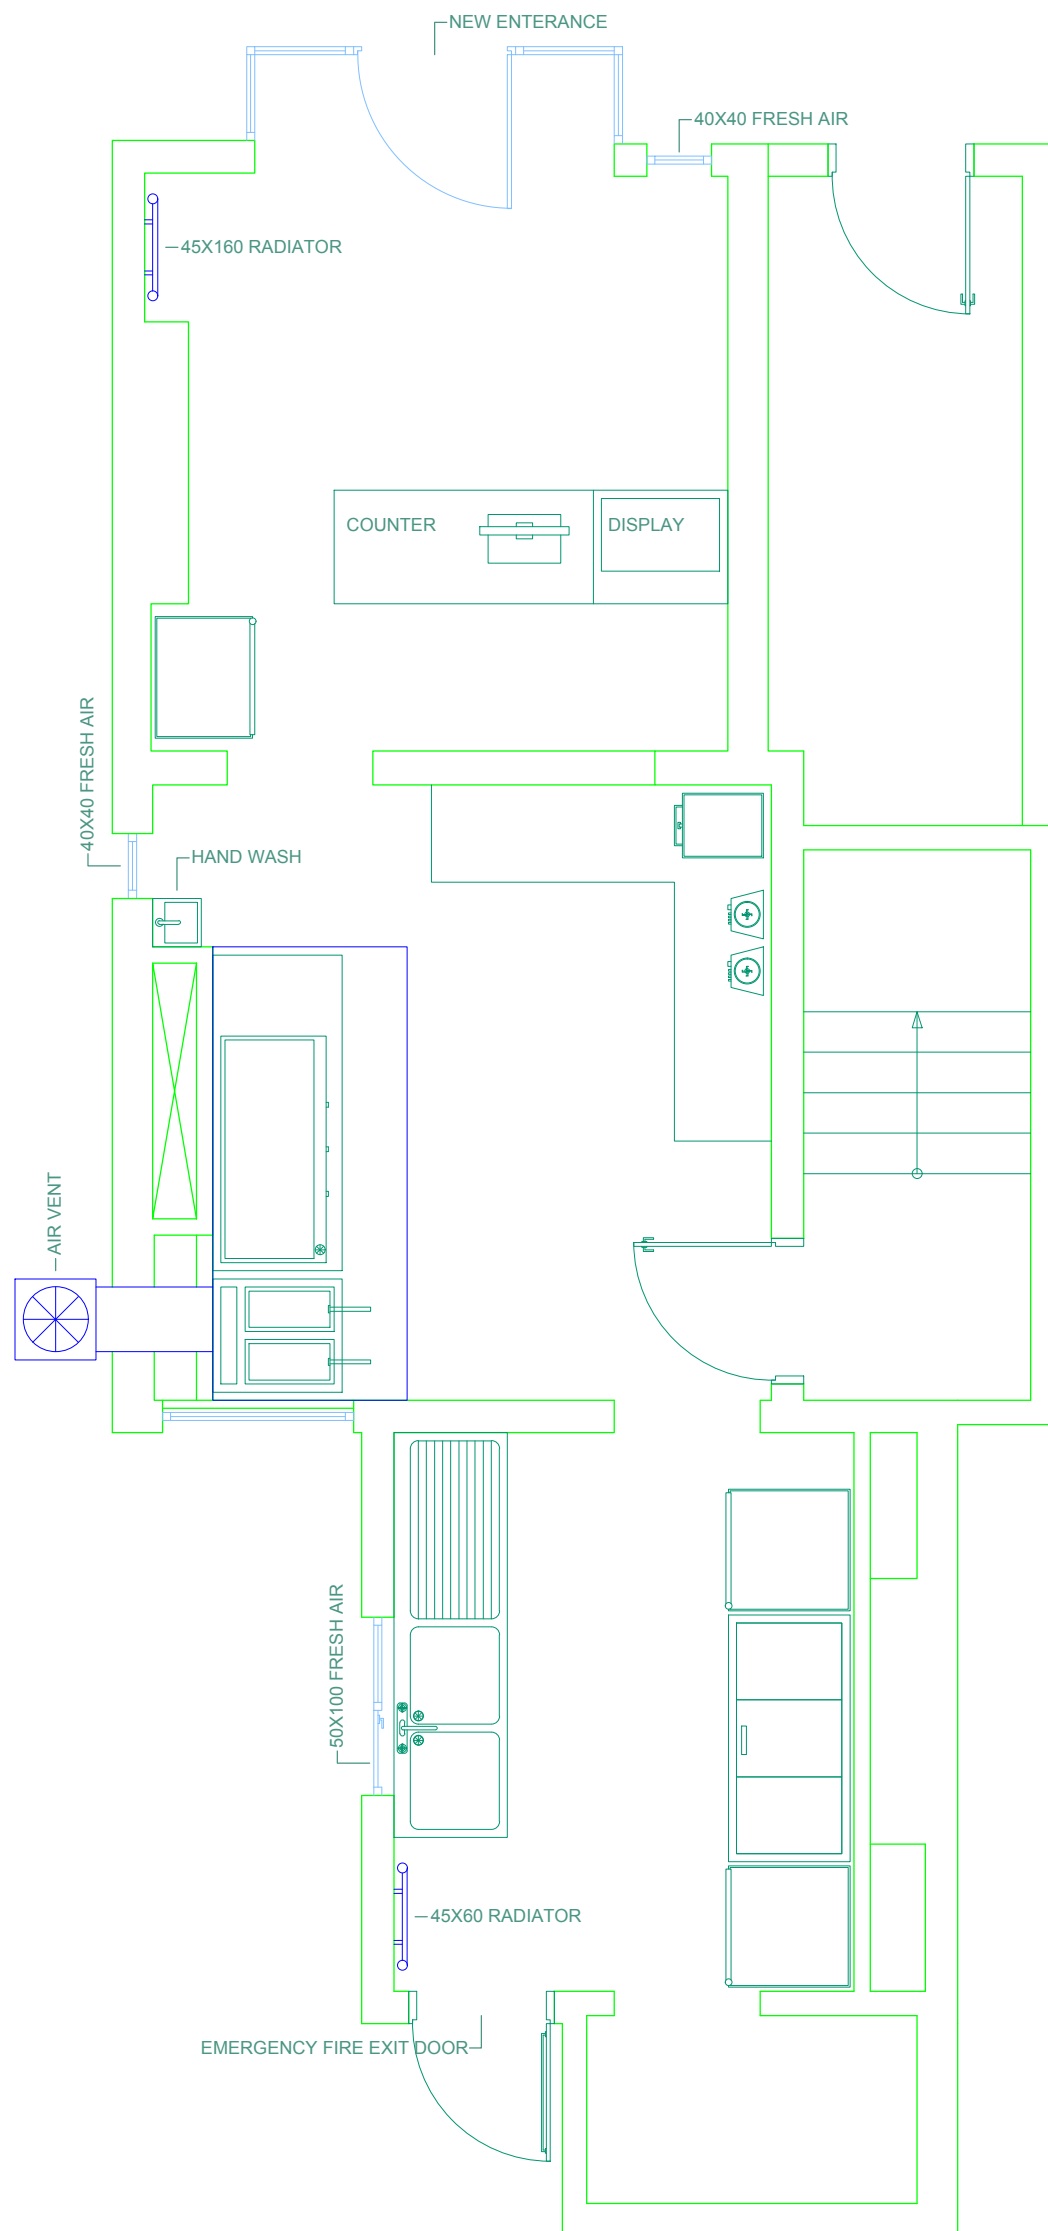 NEW ENTERANCE
40X40 FRESH AIR
45X160 RADIATOR
COUNTER
DISPLAY
40X40 FRESH AIR
HAND WASH
AIR VENT
50X100 FRESH AIR
45X60 RADIATOR
EMERGENCY FIRE EXIT DOOR